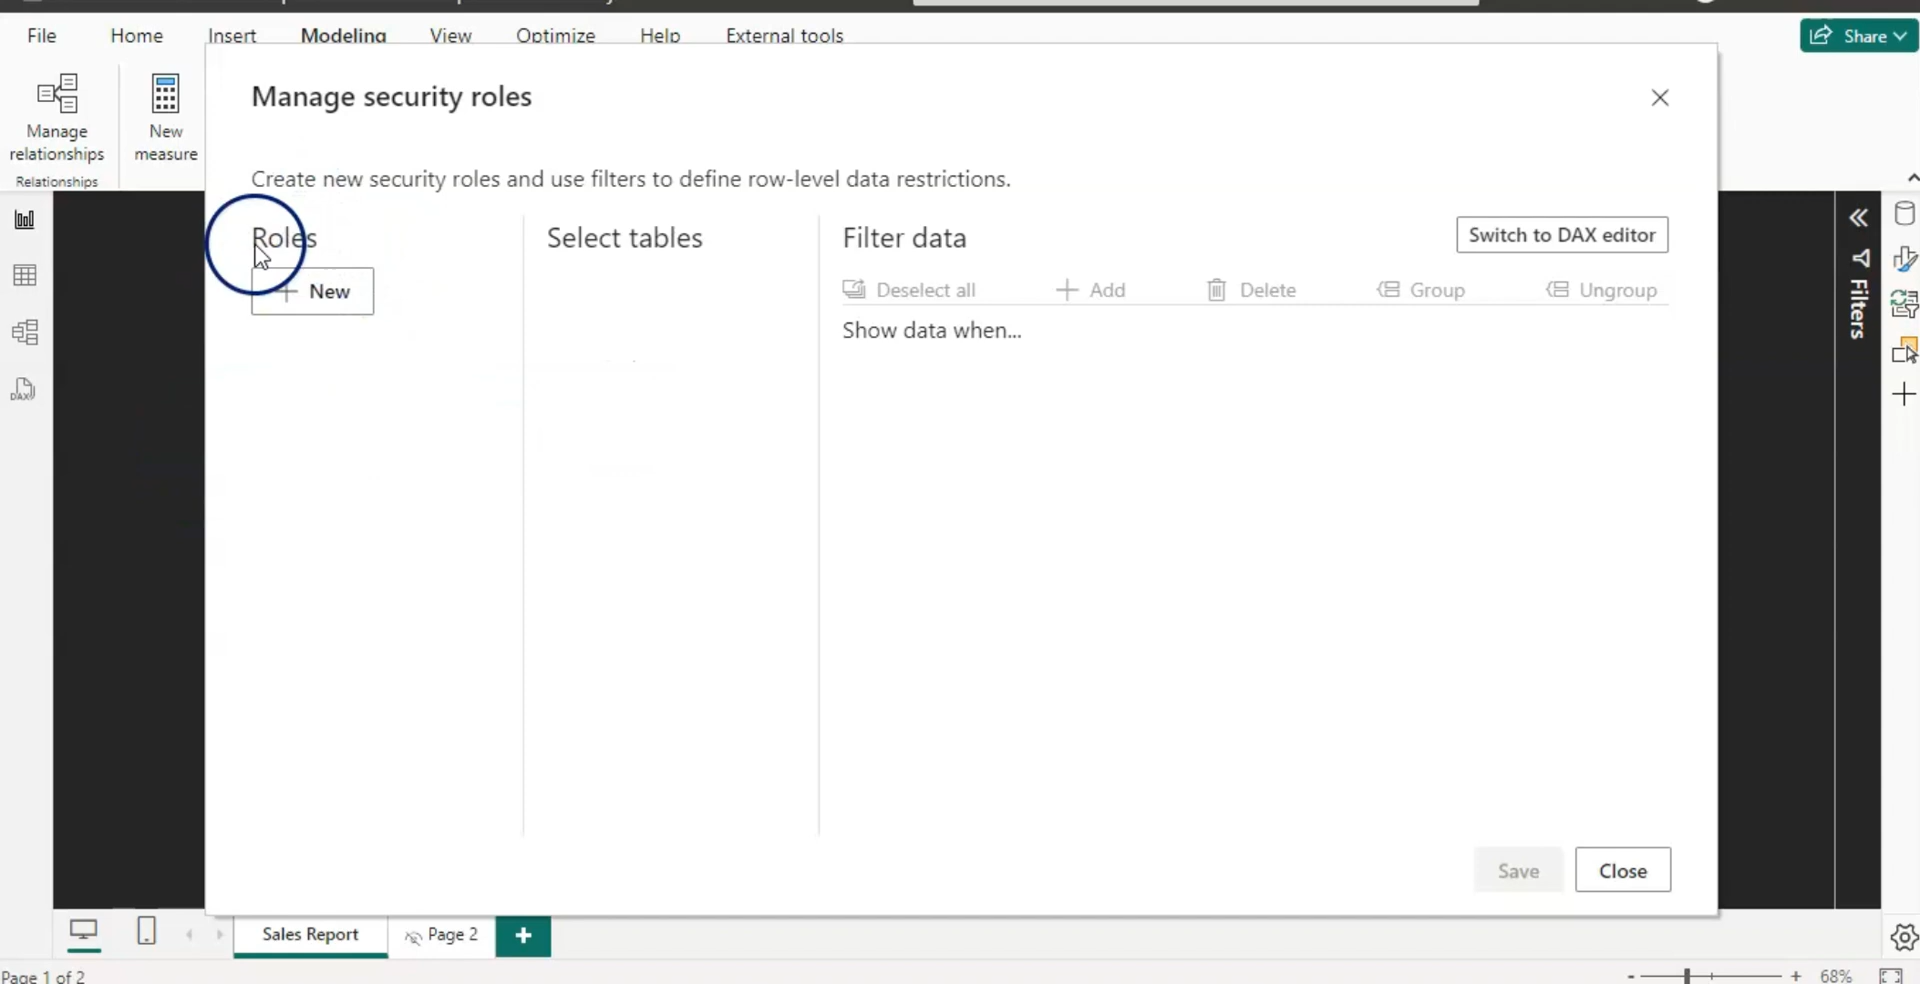 File Home Insert Modeling View Optimize Help External tools
Share
Manage
relationships
New
measure
Relationships
Manage security roles
Create new security roles and use filters to define row-level data restrictions.
Roles
New
Select tables
Filter data
Switch to DAX editor
Deselect all Add Delete Group Ungroup
Show data when...
Filters
DAX
Save Close
Sales Report Page 2
Page 1 of 2
68%